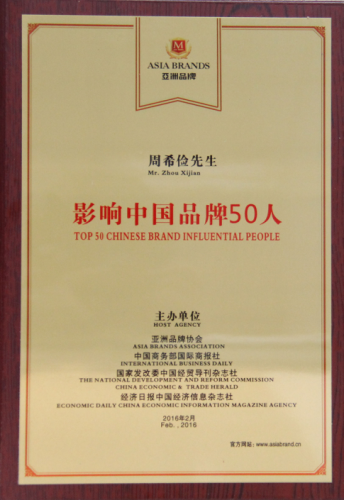 M
ASIA BRANDS
亚洲品牌
周希俭先生
Mr. Zhou Xijian
影响中国品牌50人
TOP 50 CHINESE BRAND INFLUENTIAL PEOPLE
主办单位
HOST AGENCY
亚洲品牌协会
ASIA BRANDS ASSOCIATION
中国商务部国际商报社
INTERNATIONAL BUSINESS DAILY
国家发改委中国经贸导刊杂志社
THE NATIONAL DEVELOPMENT AND REFORM COMMISSION
CHINA ECONOMIC & TRADE HERALD
经济日报中国经济信息杂志社
ECONOMIC DAILY CHINA ECONOMIC INFORMATION MAGAZINE AGENCY
2016年2月
Feb. , 2016
官方网址: www.asiabrand.cn